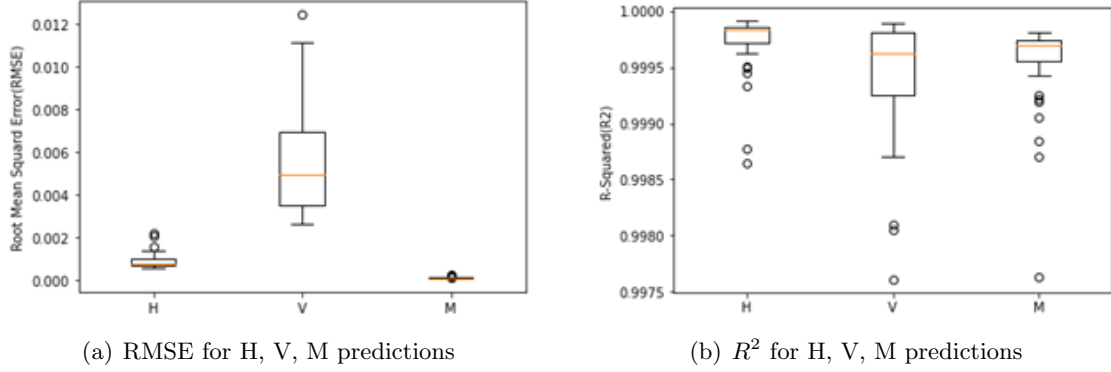 0.012
0.010
0.008
0.006
0.004
0.002
0.000
Root Mean Squard Error(RMSE)
H V M
(a) RMSE for H, V, M predictions
1.0000
0.9995
0.9990
0.9985
0.9980
0.9975
R-Squared(R2)
H V M
(b) R² for H, V, M predictions